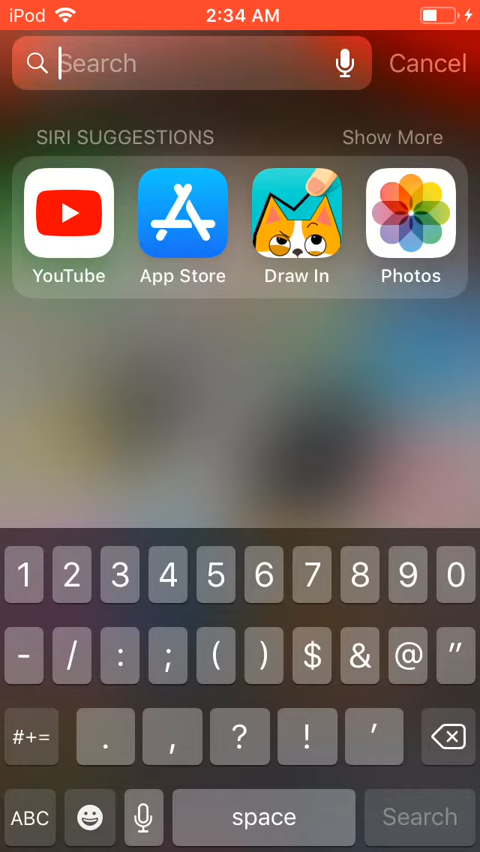 iPod 2:34 AM
Search Cancel
SIRI SUGGESTIONS Show More
YouTube App Store Draw In Photos
1 2 3 4 5 6 7 8 9 0
- / : ; ( ) $ & @ "
#+= . , ? ! '
ABC space Search